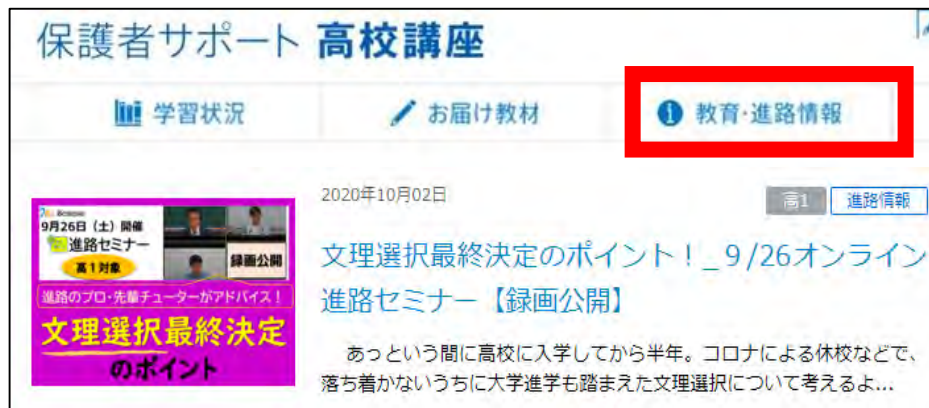 保護者サポート 高校講座
学習状況
お届け教材
教育・進路情報
2020年10月02日
高1 進路情報
文理選択最終決定のポイント！_９/26オンライン
進路セミナー【録画公開】
あっという間に高校に入学してから半年。コロナによる休校などで、
落ち着かないうちに大学進学も踏まえた文理選択について考えるよ...
9月26日（土）開催
進路セミナー
高1対象
録画公開
進路のプロ・先輩チューターがアドバイス！
文理選択最終決定
のポイント